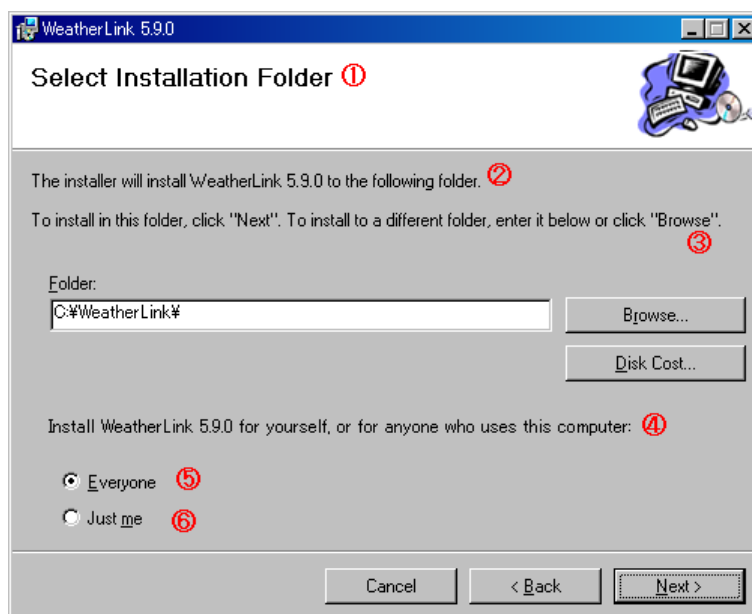 WeatherLink 5.9.0
Select Installation Folder ①
The installer will install WeatherLink 5.9.0 to the following folder. ②
To install in this folder, click "Next". To install to a different folder, enter it below or click "Browse".
③
Folder:
C:¥WeatherLink¥
Browse...
Disk Cost...
Install WeatherLink 5.9.0 for yourself, or for anyone who uses this computer: ④
Everyone ⑤
Just me ⑥
Cancel
< Back
Next >